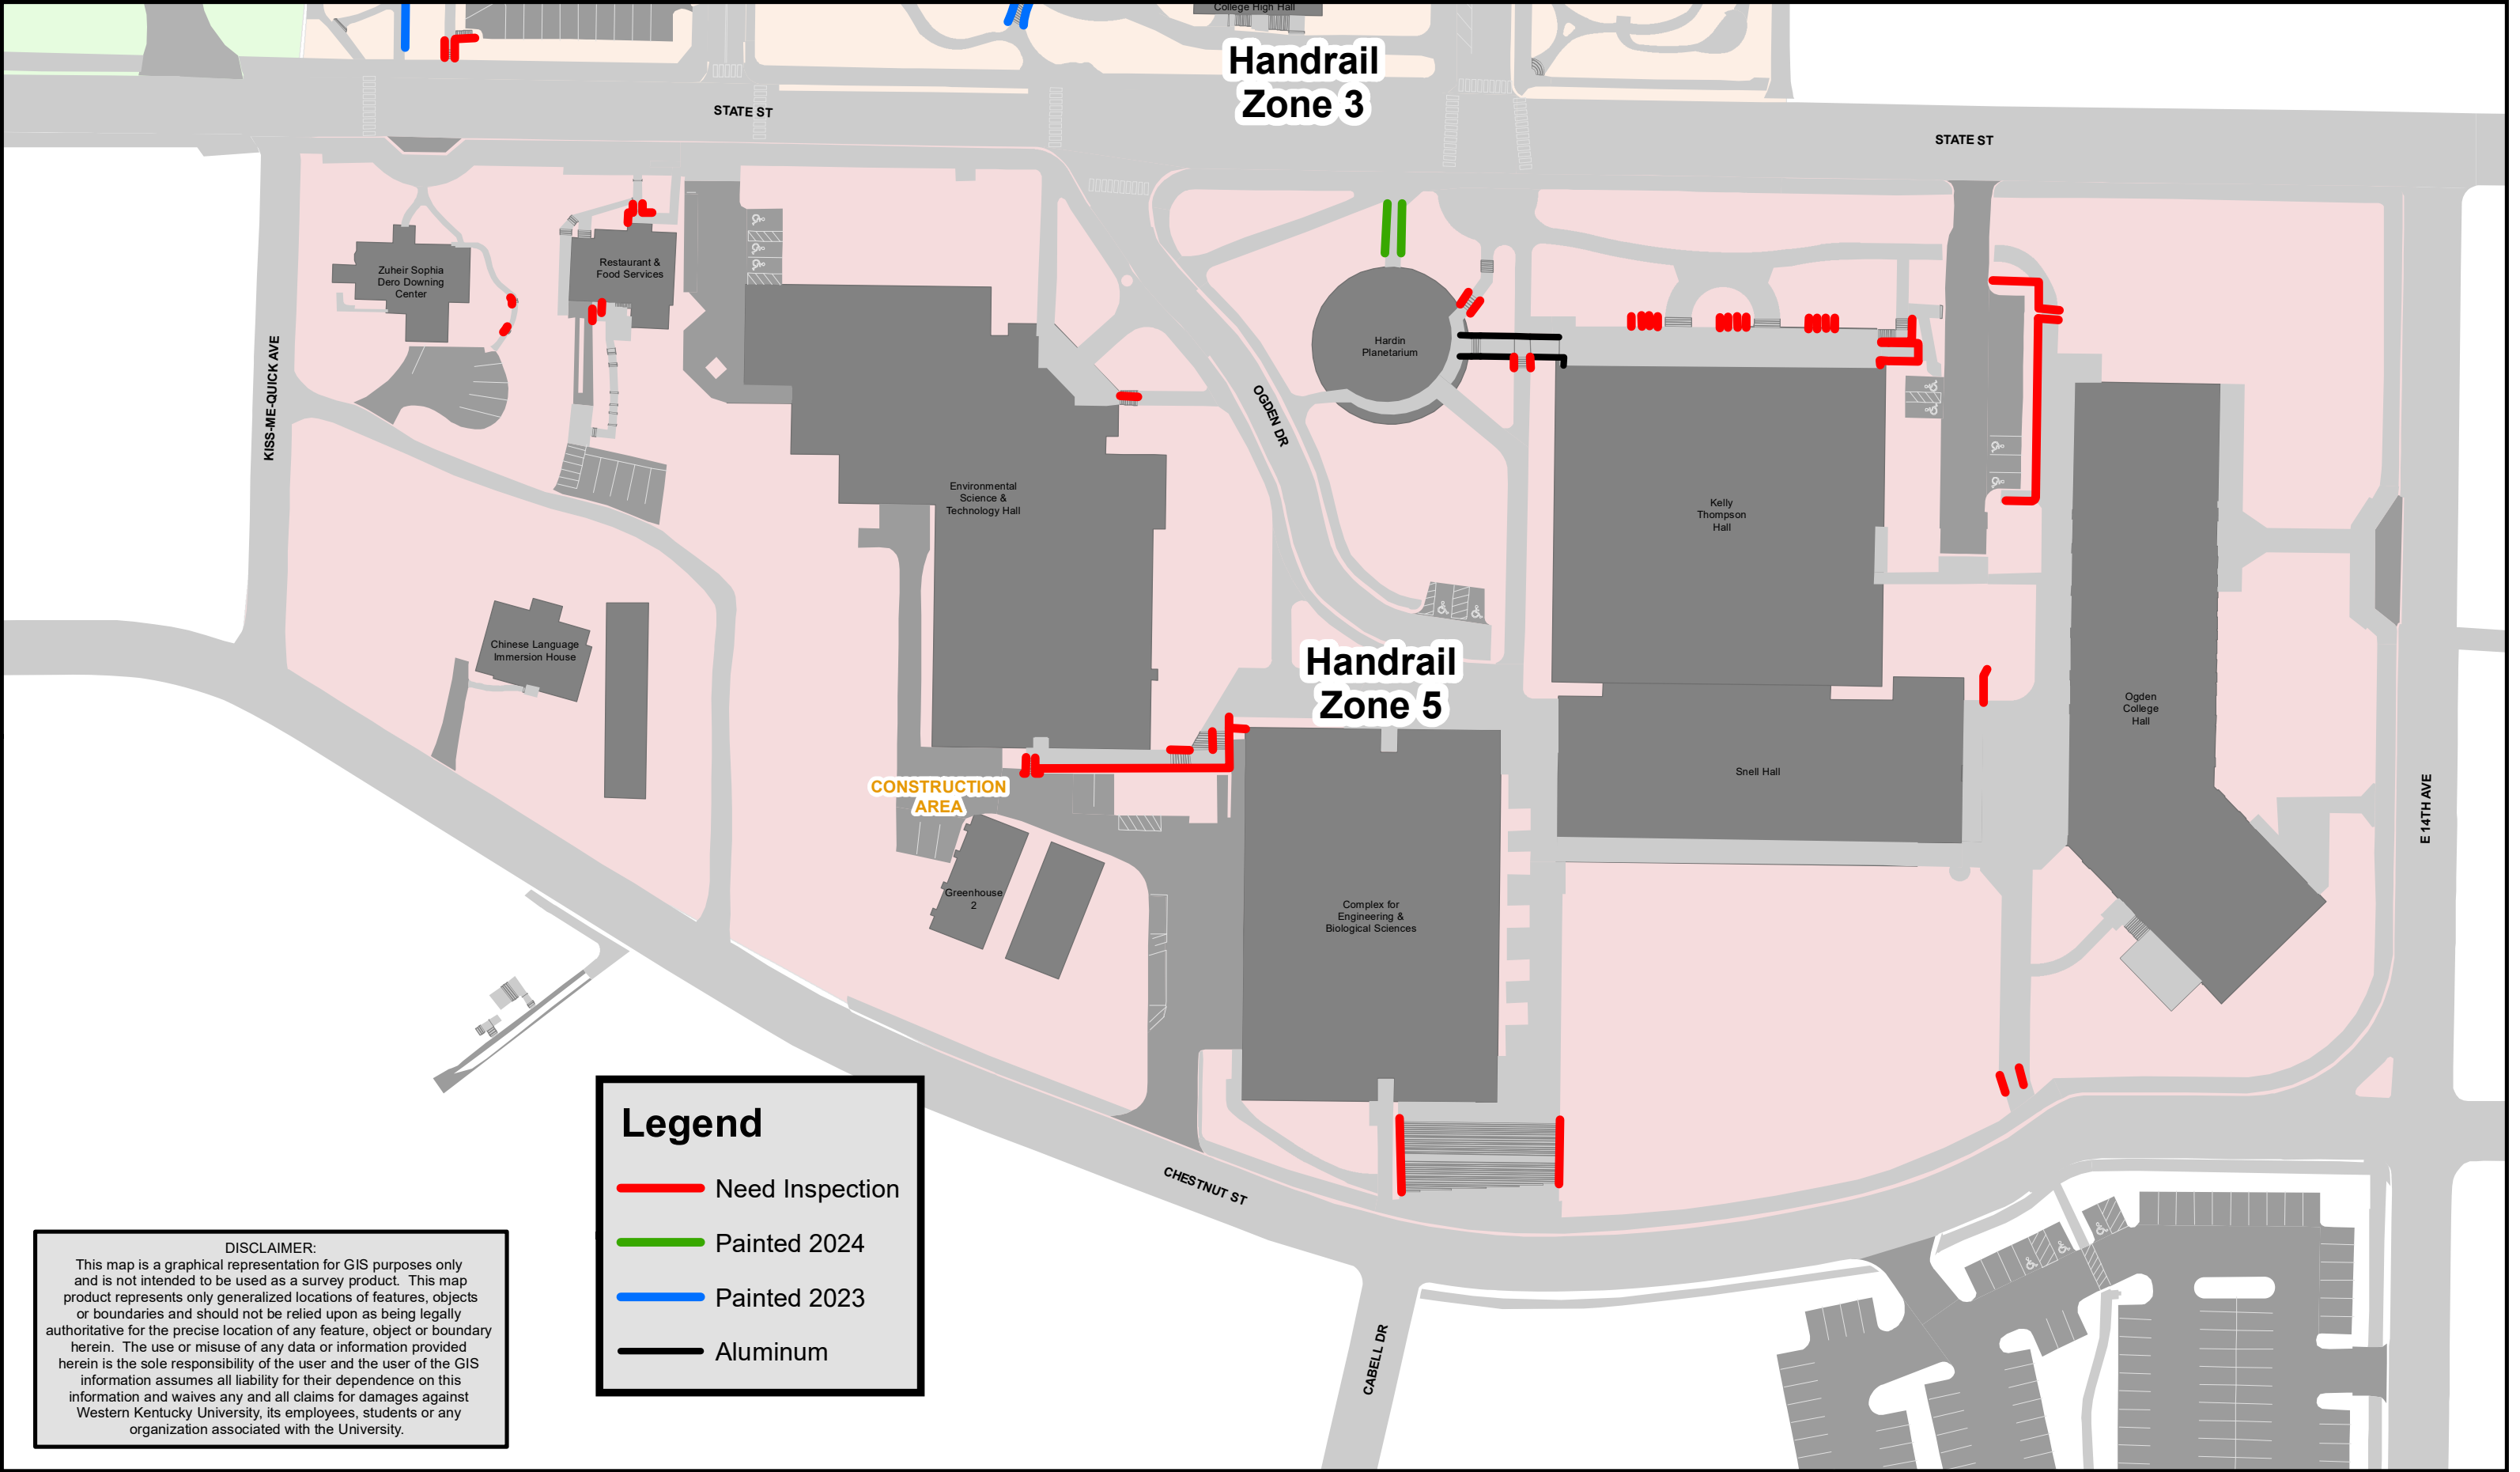 College High Hall
Handrail
Zone 3
STATE ST
STATE ST
Zuheir Sophia
Dero Downing
Center
Restaurant &
Food Services
Hardin
Planetarium
KISS-ME-QUICK AVE
OGDEN DR
Environmental
Science &
Technology Hall
Kelly
Thompson
Hall
Chinese Language
Immersion House
Handrail
Zone 5
Ogden
College
Hall
Snell Hall
CONSTRUCTION
AREA
E 14TH AVE
Greenhouse
2
Complex for
Engineering &
Biological Sciences
CHESTNUT ST
CABELL DR
Legend
Need Inspection
Painted 2024
Painted 2023
Aluminum
DISCLAIMER:
This map is a graphical representation for GIS purposes only
and is not intended to be used as a survey product.  This map
product represents only generalized locations of features, objects
or boundaries and should not be relied upon as being legally
authoritative for the precise location of any feature, object or boundary
herein.  The use or misuse of any data or information provided
herein is the sole responsibility of the user and the user of the GIS
information assumes all liability for their dependence on this
information and waives any and all claims for damages against
Western Kentucky University, its employees, students or any
organization associated with the University.